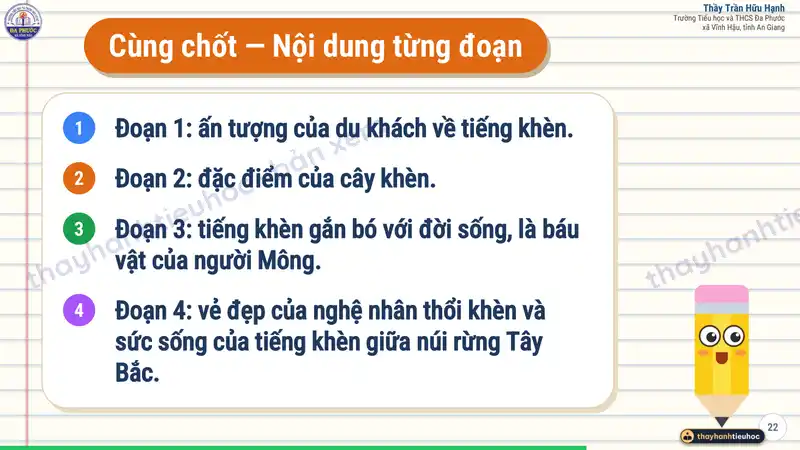 Thầy Trần Hữu Hạnh
Trường Tiểu học và THCS Đa Phước
xã Vĩnh Hậu, tỉnh An Giang
ĐA PHƯỚC
Cùng chốt — Nội dung từng đoạn
1 Đoạn 1: ấn tượng của du khách về tiếng khèn.
2 Đoạn 2: đặc điểm của cây khèn.
3 Đoạn 3: tiếng khèn gắn bó với đời sống, là báu
vật của người Mông.
4 Đoạn 4: vẻ đẹp của nghệ nhân thổi khèn và
sức sống của tiếng khèn giữa núi rừng Tây
Bắc.
thayhanhtieuhoc
22